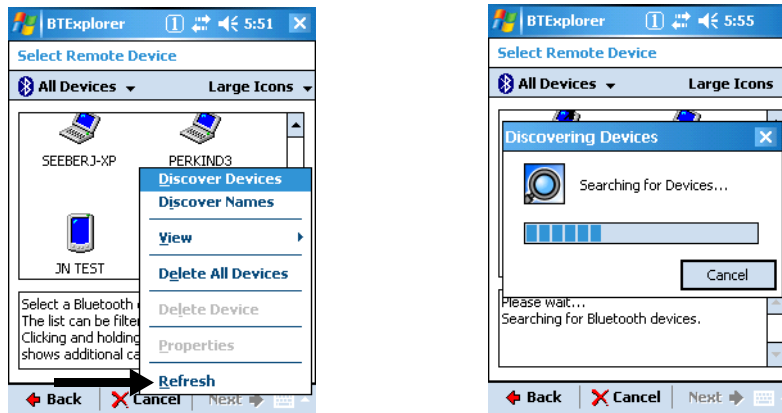 BTExplorer 1 5:51
Select Remote Device
All Devices Large Icons
SEEBERJ-XP PERKIND3
JN TEST
Discover Devices
Discover Names
View
Delete All Devices
Delete Device
Properties
Refresh
Select a Bluetooth
The list can be filte
Clicking and holding
shows additional ca
Back Cancel Next
BTExplorer 1 5:55
Select Remote Device
All Devices Large Icons
Discovering Devices
Searching for Devices...
Cancel
Please wait...
Searching for Bluetooth devices.
Back Cancel Next